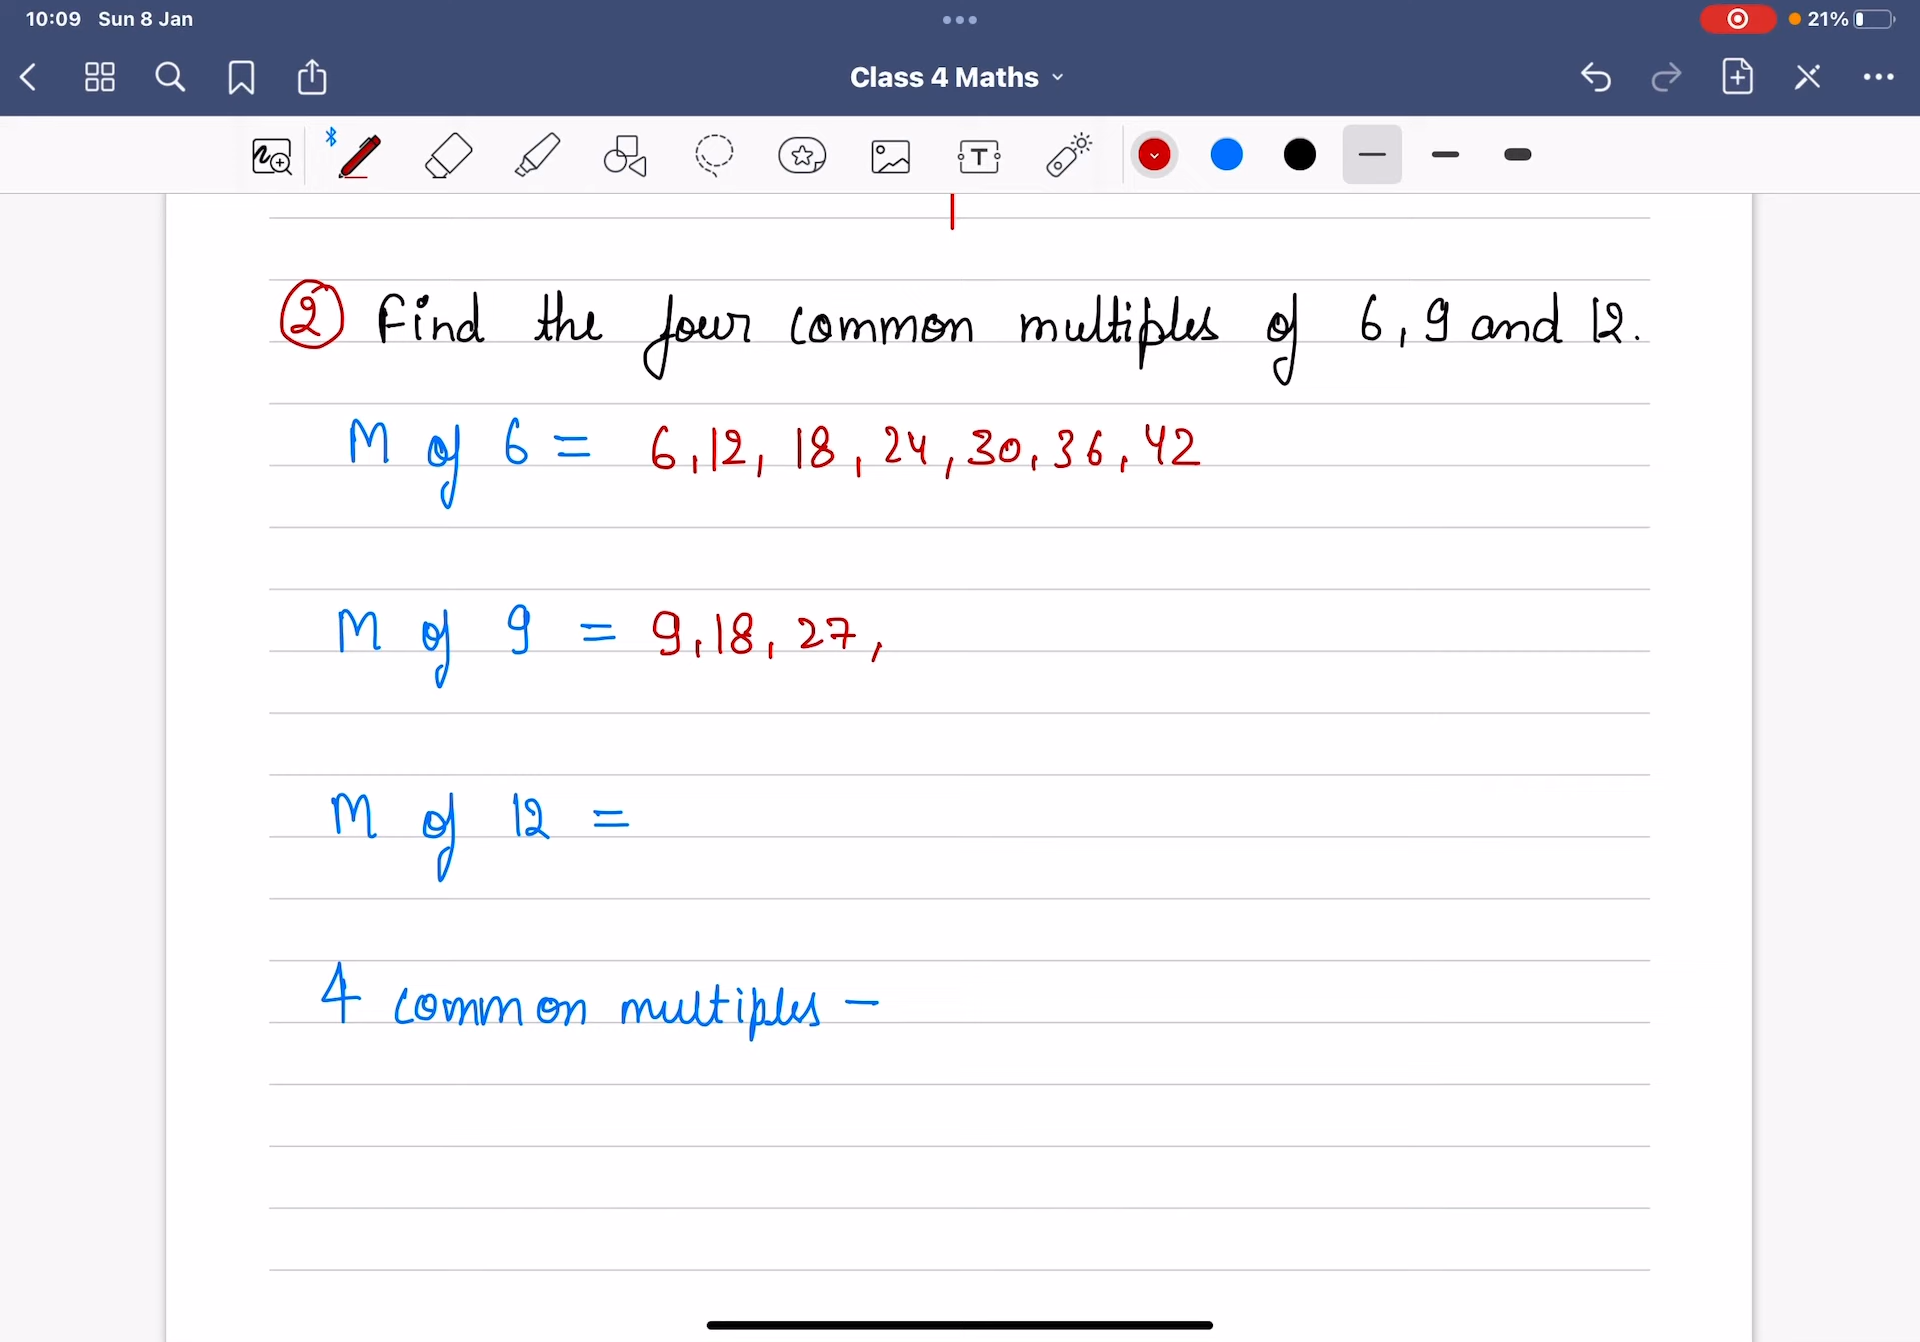 10:09 Sun 8 Jan
21%
Class 4 Maths
T
② Find the four common multiples of 6, 9 and 12.
M of 6 = 6, 12, 18, 24, 30, 36, 42
M of 9 = 9, 18, 27,
M of 12 =
4 common multiples –